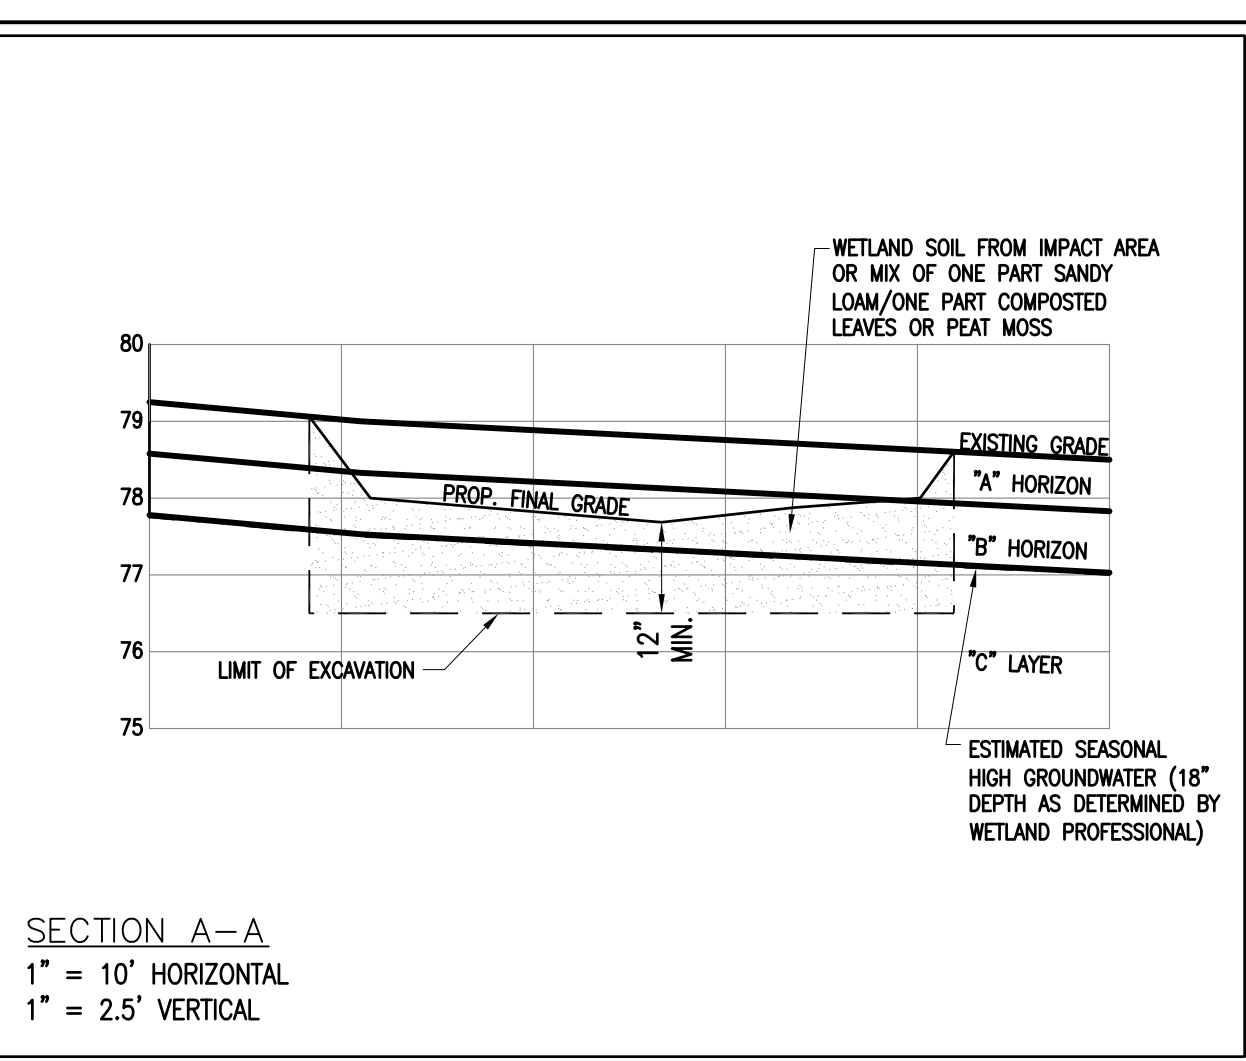 WETLAND SOIL FROM IMPACT AREA
OR MIX OF ONE PART SANDY
LOAM/ONE PART COMPOSTED
LEAVES OR PEAT MOSS
80
79
EXISTING GRADE
"A" HORIZON
78
PROP. FINAL GRADE
"B" HORIZON
77
12"
MIN.
76
LIMIT OF EXCAVATION
"C" LAYER
75
ESTIMATED SEASONAL
HIGH GROUNDWATER (18"
DEPTH AS DETERMINED BY
WETLAND PROFESSIONAL)
SECTION A-A
1" = 10' HORIZONTAL
1" = 2.5' VERTICAL